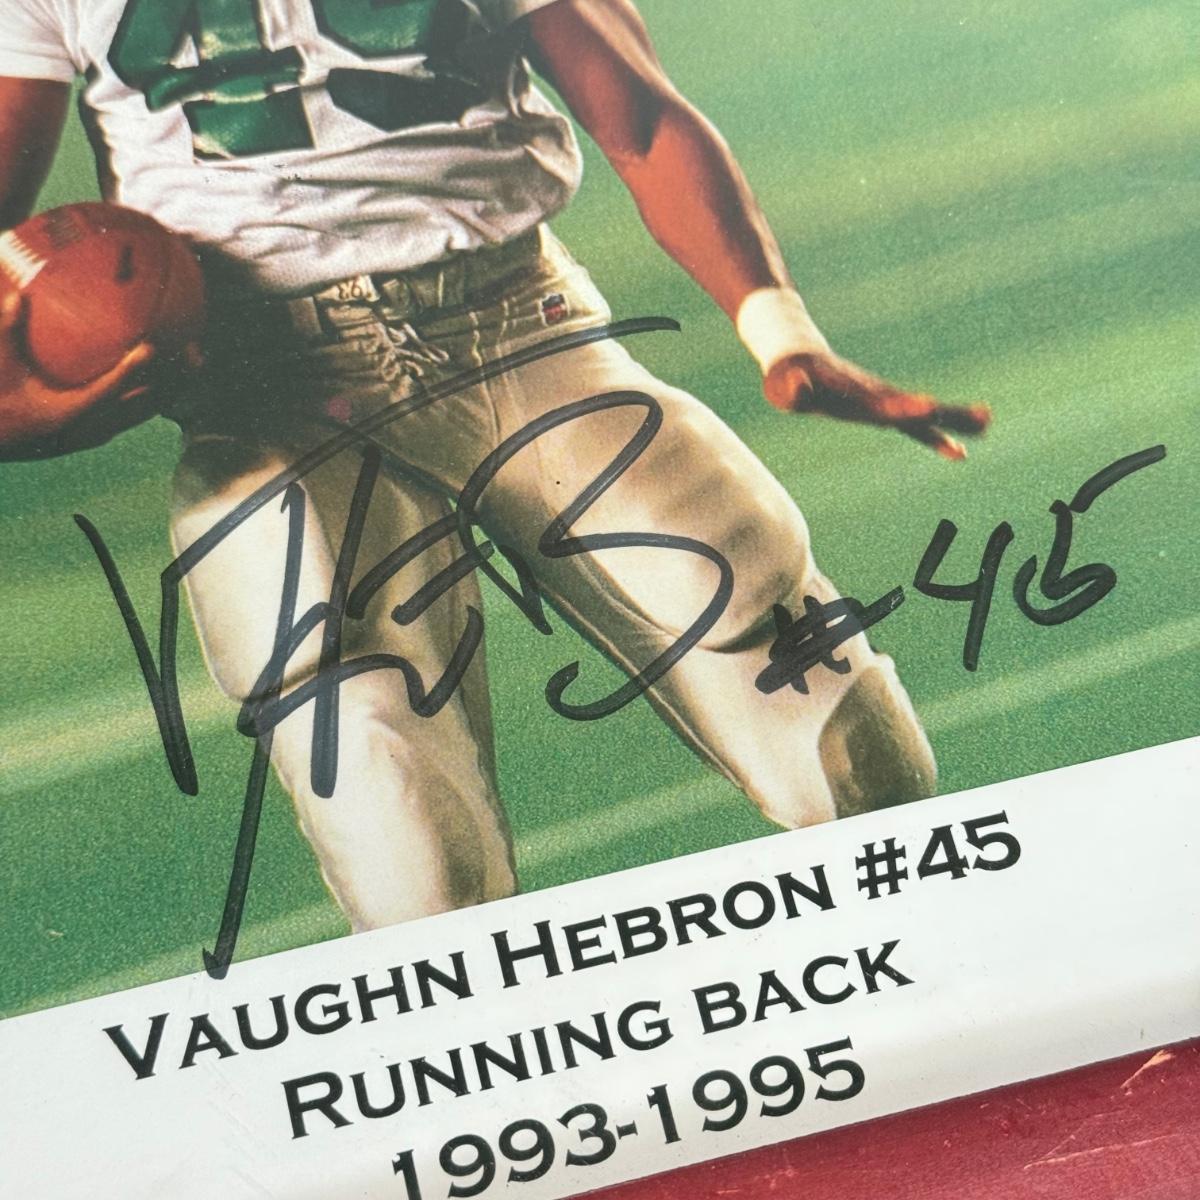 #45
VAUGHN HEBRON #45
RUNNING BACK
1993-1995